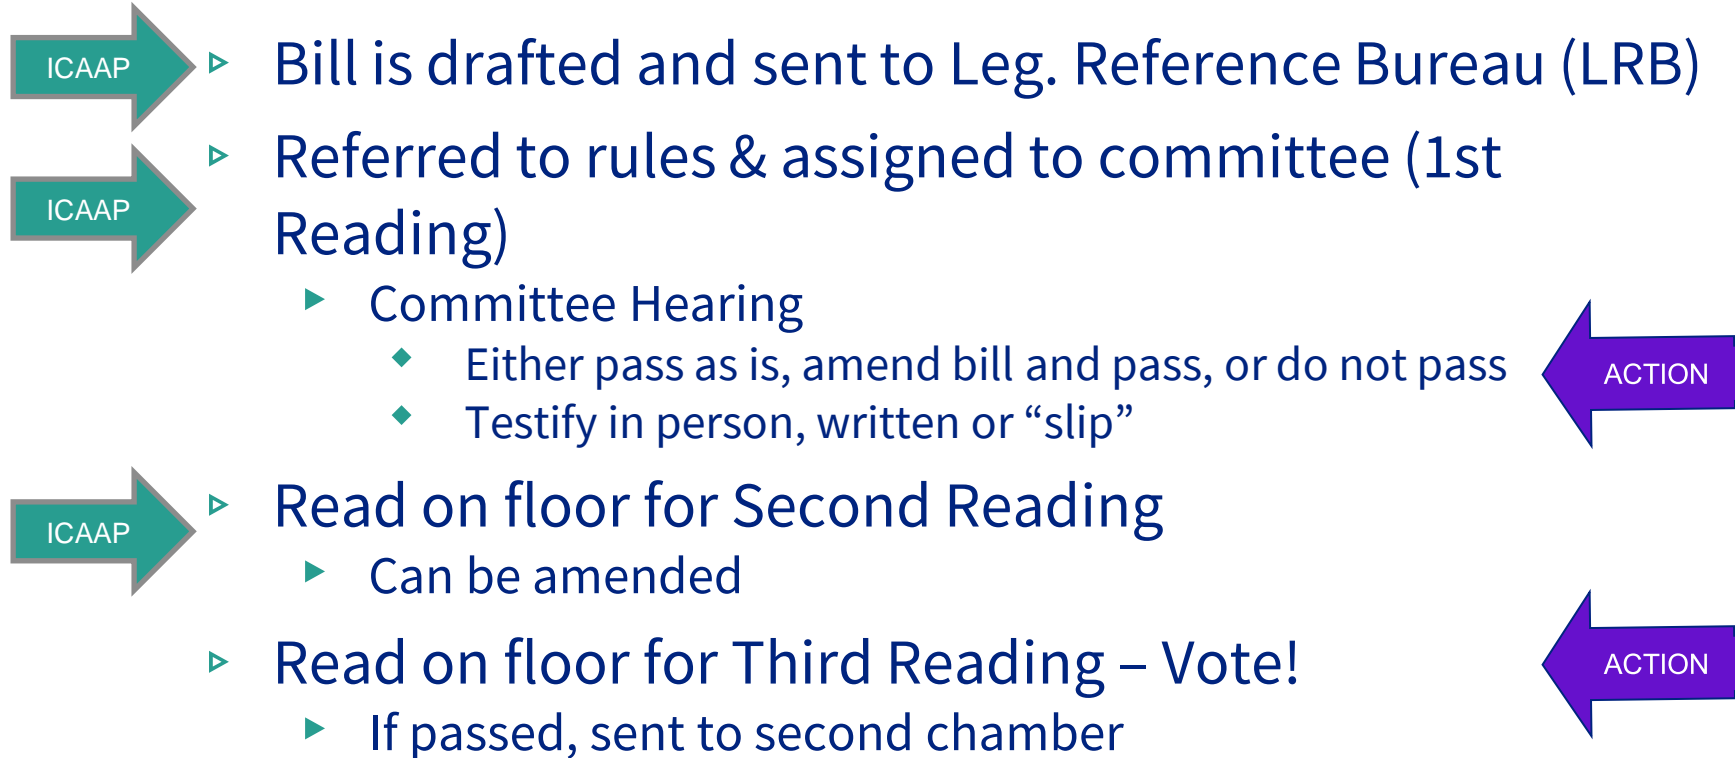 ICAAP
Bill is drafted and sent to Leg. Reference Bureau (LRB)
ICAAP
Referred to rules & assigned to committee (1st
Reading)
Committee Hearing
Either pass as is, amend bill and pass, or do not pass
ACTION
Testify in person, written or “slip”
ICAAP
Read on floor for Second Reading
Can be amended
Read on floor for Third Reading – Vote!
ACTION
If passed, sent to second chamber